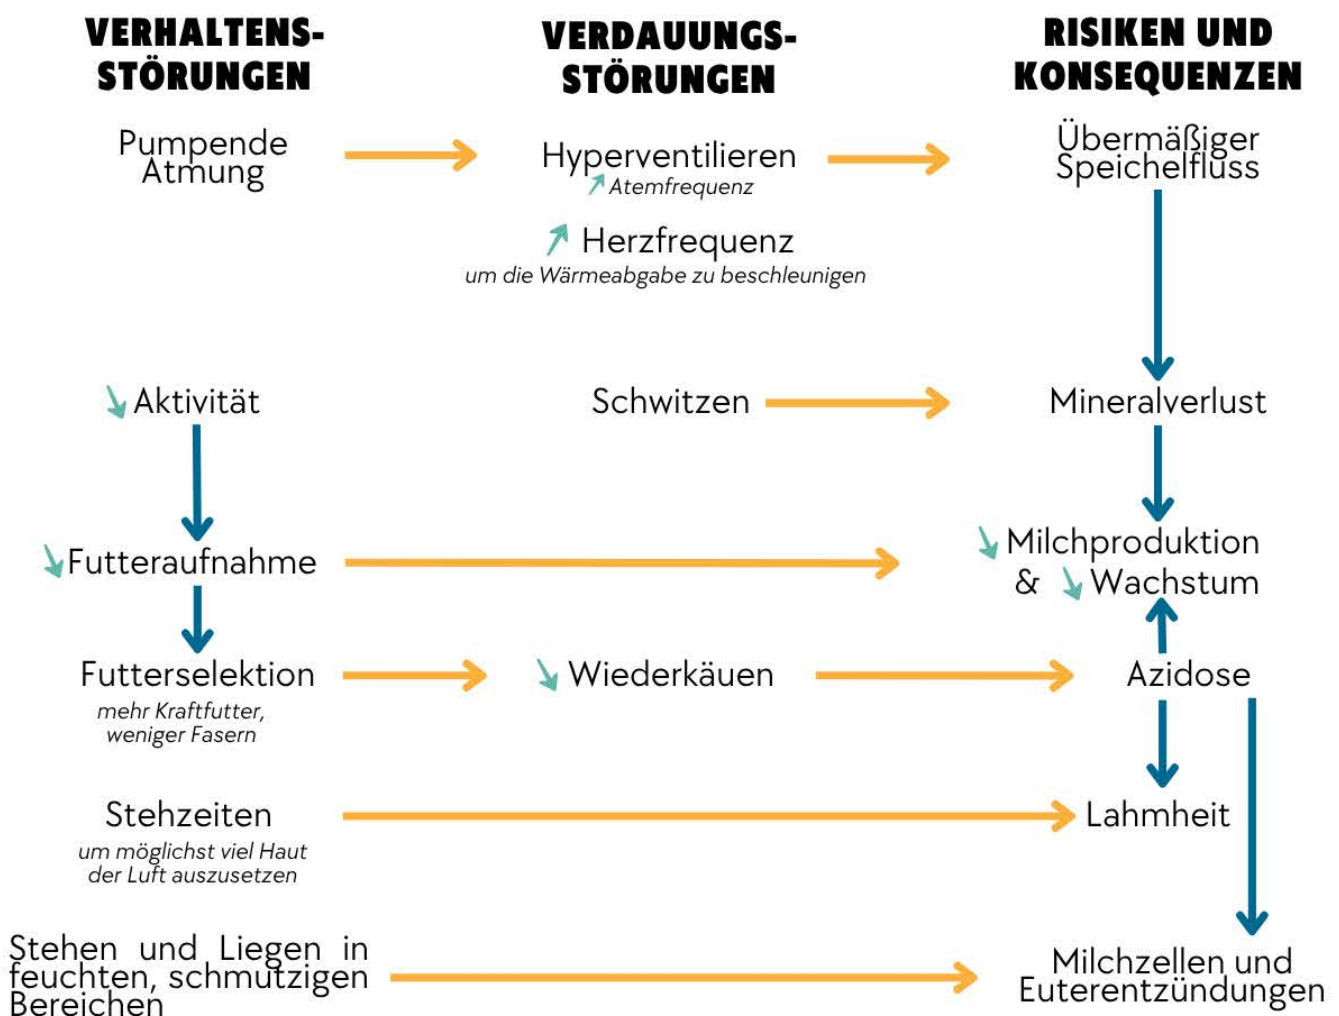 VERHALTENS-
STÖRUNGEN
VERDAUUNGS-
STÖRUNGEN
RISIKEN UND
KONSEQUENZEN
Pumpende
Atmung
Hyperventilieren
Atemfrequenz
Herzfrequenz
um die Wärmeabgabe zu beschleunigen
Übermäßiger
Speichelfluss
Aktivität
Schwitzen
Mineralverlust
Futteraufnahme
Milchproduktion
& Wachstum
Futterselektion
mehr Kraftfutter,
weniger Fasern
Wiederkäuen
Azidose
Stehzeiten
um möglichst viel Haut
der Luft auszusetzen
Lahmheit
Stehen und Liegen in
feuchten, schmutzigen
Bereichen
Milchzellen und
Euterentzündungen